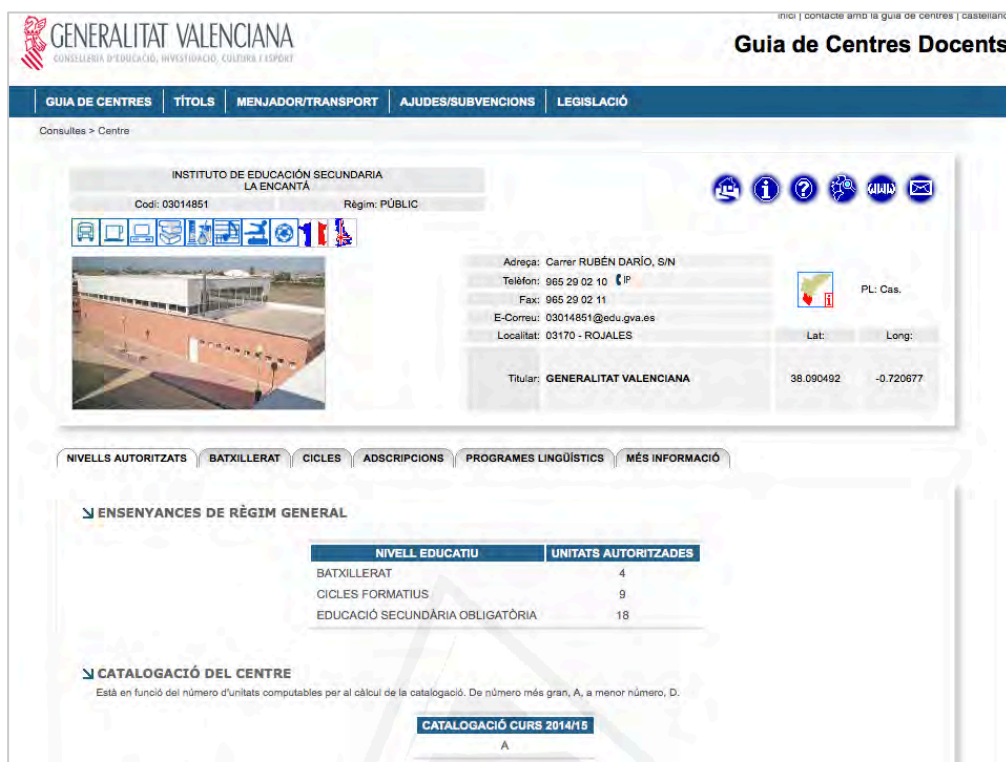 inici | contacte amb la guia de centres | castellano
GENERALITAT VALENCIANA
CONSELLERIA D'EDUCACIÓ, INVESTIGACIÓ, CULTURA I ESPORT
Guia de Centres Docents
GUIA DE CENTRES TÍTOLS MENJADOR/TRANSPORT AJUDES/SUBVENCIONS LEGISLACIÓ
Consultes > Centre
INSTITUTO DE EDUCACIÓN SECUNDARIA
LA ENCANTÁ
Codi: 03014851 Règim: PÚBLIC
www
Adreça: Carrer RUBÉN DARÍO, S/N
Telèfon: 965 29 02 10 IP
Fax: 965 29 02 11
PL: Cas.
E-Correu: 03014851@edu.gva.es
Localitat: 03170 - ROJALES
Lat: Long:
Titular: GENERALITAT VALENCIANA
38.090492 -0.720677
NIVELLS AUTORITZATS BATXILLERAT CICLES ADSCRIPCIONS PROGRAMES LINGÜÍSTICS MÉS INFORMACIÓ
ENSENYANCES DE RÈGIM GENERAL
NIVELL EDUCATIU UNITATS AUTORITZADES
BATXILLERAT 4
CICLES FORMATIUS 9
EDUCACIÓ SECUNDÀRIA OBLIGATÒRIA 18
CATALOGACIÓ DEL CENTRE
Està en funció del número d'unitats computables per al càlcul de la catalogació. De número més gran, A, a menor número, D.
CATALOGACIÓ CURS 2014/15
A